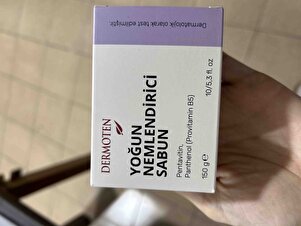 Dermatolojik olarak test edilmiştir.
DERMOTEN
YOĞUN
NEMLENDİRİCİ
SABUN
Pentavitin,
Panthenol (Provitamin B5)
150 g ℮
10/5,3 fl. oz